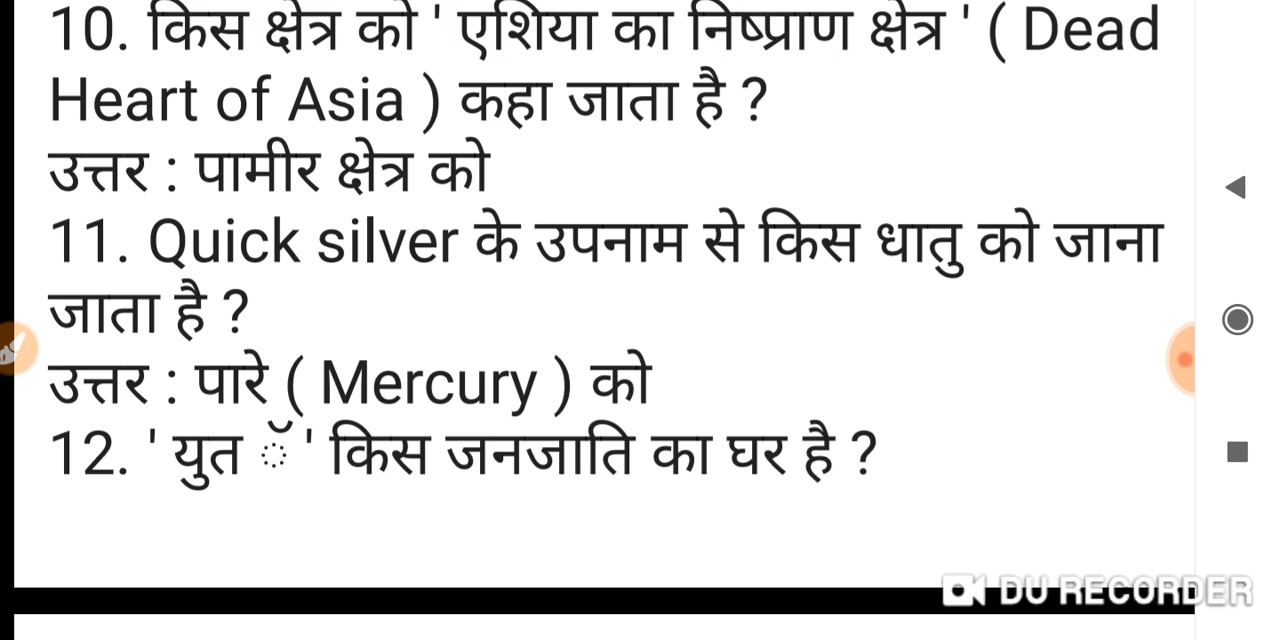 10. किस क्षेत्र को ' एशिया का निष्प्राण क्षेत्र ' ( Dead
Heart of Asia ) कहा जाता है ?
उत्तर : पामीर क्षेत्र को
11. Quick silver के उपनाम से किस धातु को जाना
जाता है ?
उत्तर : पारे ( Mercury ) को
12. ' युत ॅ ' किस जनजाति का घर है ?
DU RECORDER